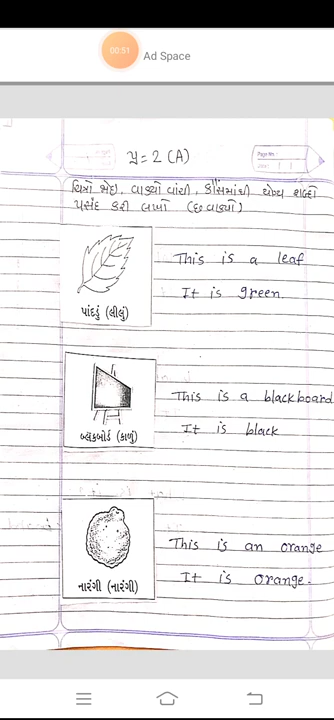 00:51
Ad Space
પ્ર=2 (A)
ચિત્રો જોઇ, વાક્યો વાંચી, કૌંસમાંથી યોગ્ય શબ્દો
પસંદ કરી લખો
This is a leaf
It is green.
પાંદડું (લીલું)
This is a blackboard
It is black
બ્લેકબોર્ડ (કાળું)
This is an orange
It is orange.
નારંગી (નારંગી)